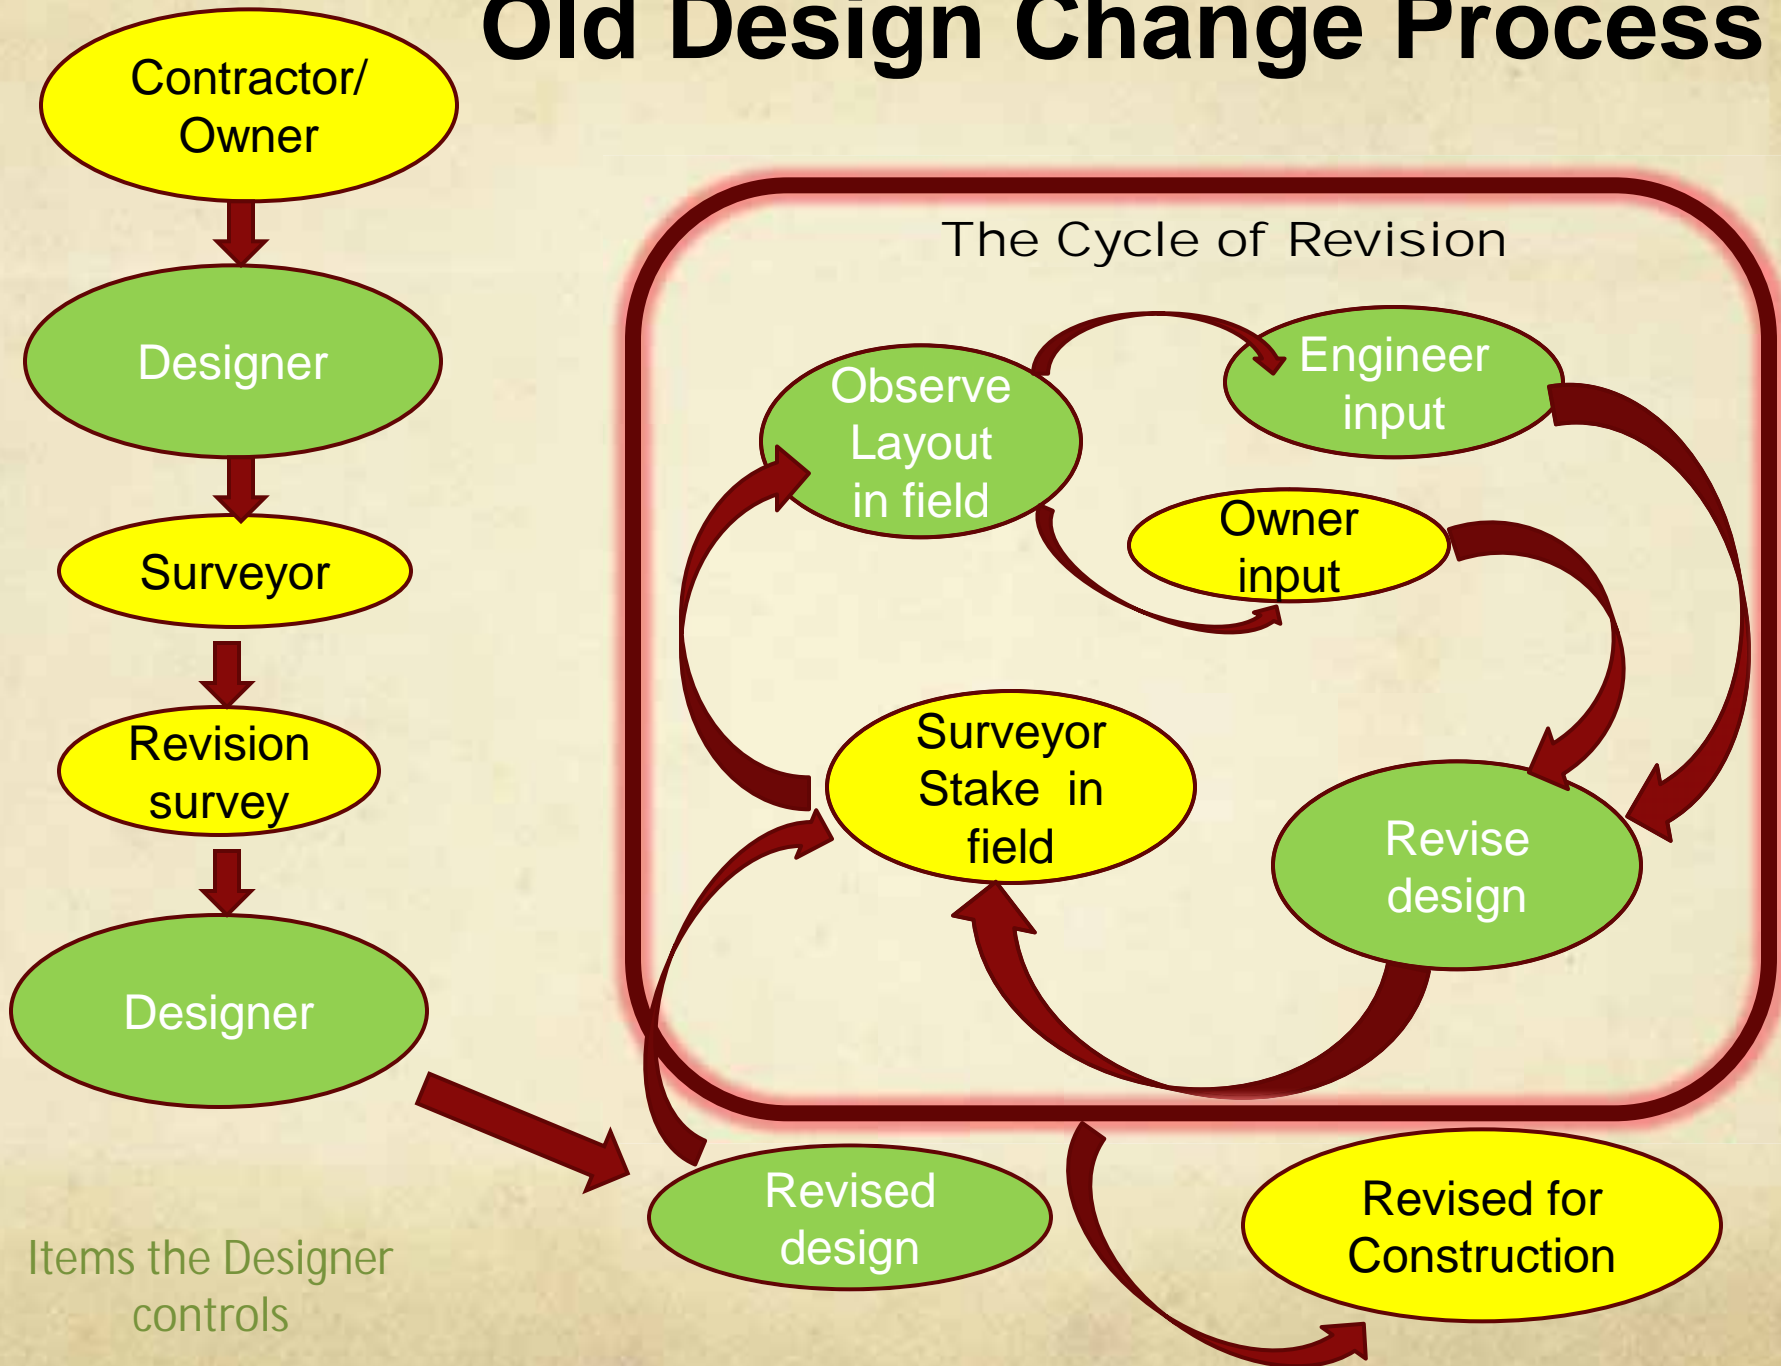 Old Design Change Process
Contractor/
Owner
Designer
Surveyor
Revision
survey
Designer
Items the Designer
controls
The Cycle of Revision
Observe
Layout
in field
Engineer
input
Owner
input
Surveyor
Stake in
field
Revise
design
Revised
design
Revised for
Construction